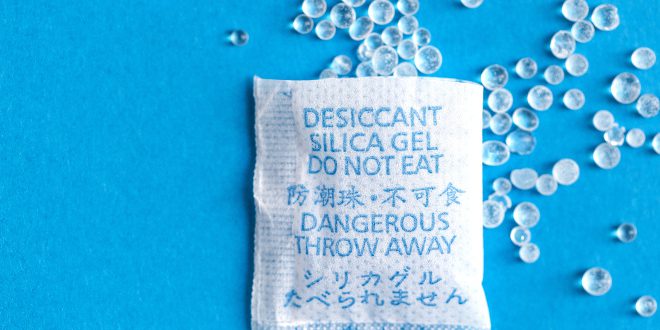 DESICCANT
SILICA GEL
DO NOT EAT
防潮珠・不可食
DANGEROUS
THROW AWAY
シリカグル
たべられません